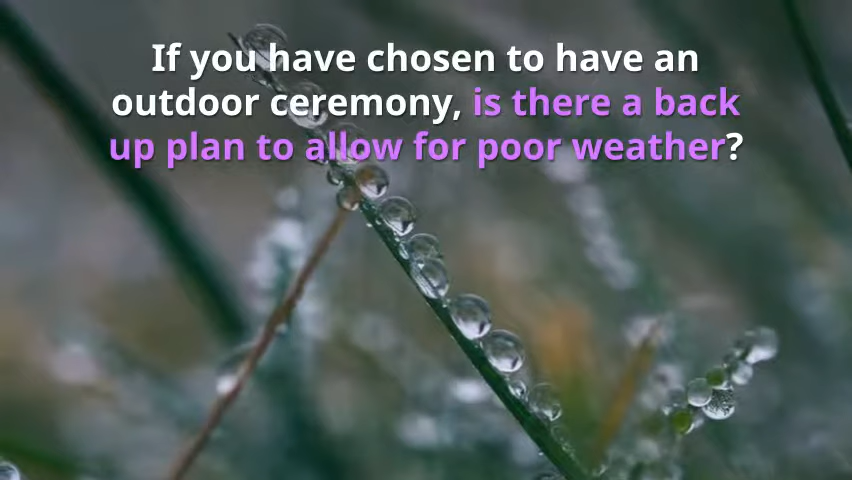 If you have chosen to have an
outdoor ceremony, is there a back
up plan to allow for poor weather?